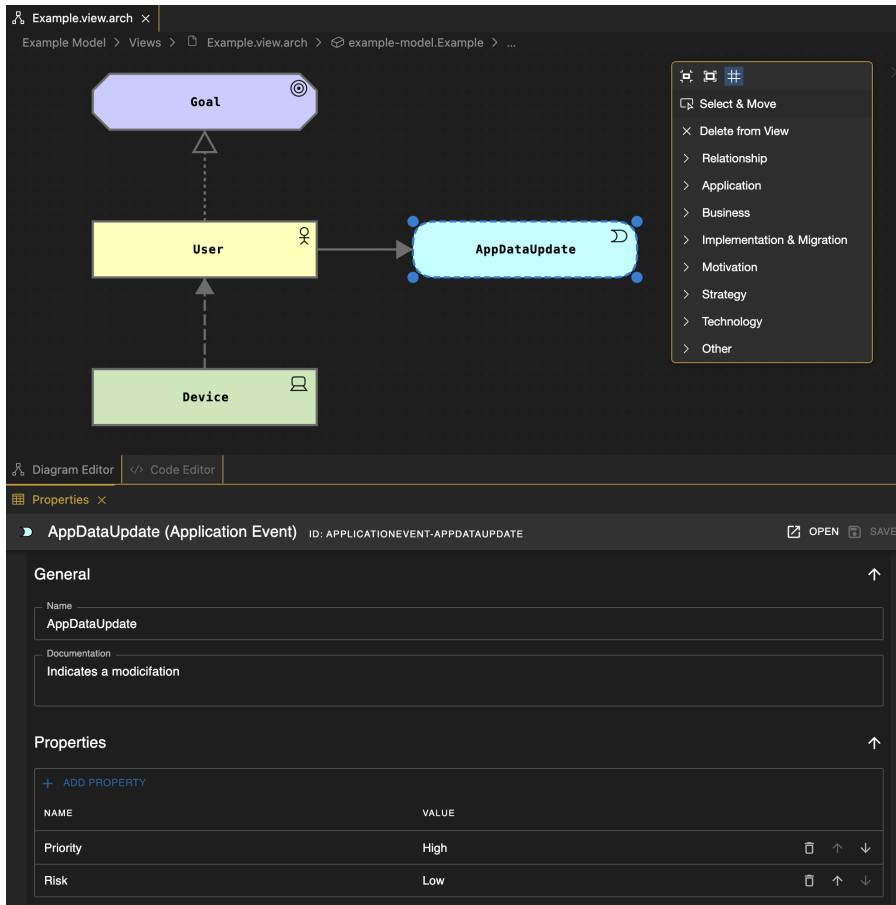 Example.view.arch
Example Model > Views > Example.view.arch > example-model.Example > ...
Goal
User
AppDataUpdate
Device
Select & Move
Delete from View
Relationship
Application
Business
Implementation & Migration
Motivation
Strategy
Technology
Other
Diagram Editor </> Code Editor
Properties
AppDataUpdate (Application Event) ID: APPLICATIONEVENT-APPDATAUPDATE OPEN SAVE
General
Name
AppDataUpdate
Documentation
Indicates a modicifation
Properties
+ ADD PROPERTY
NAME VALUE
Priority High
Risk Low